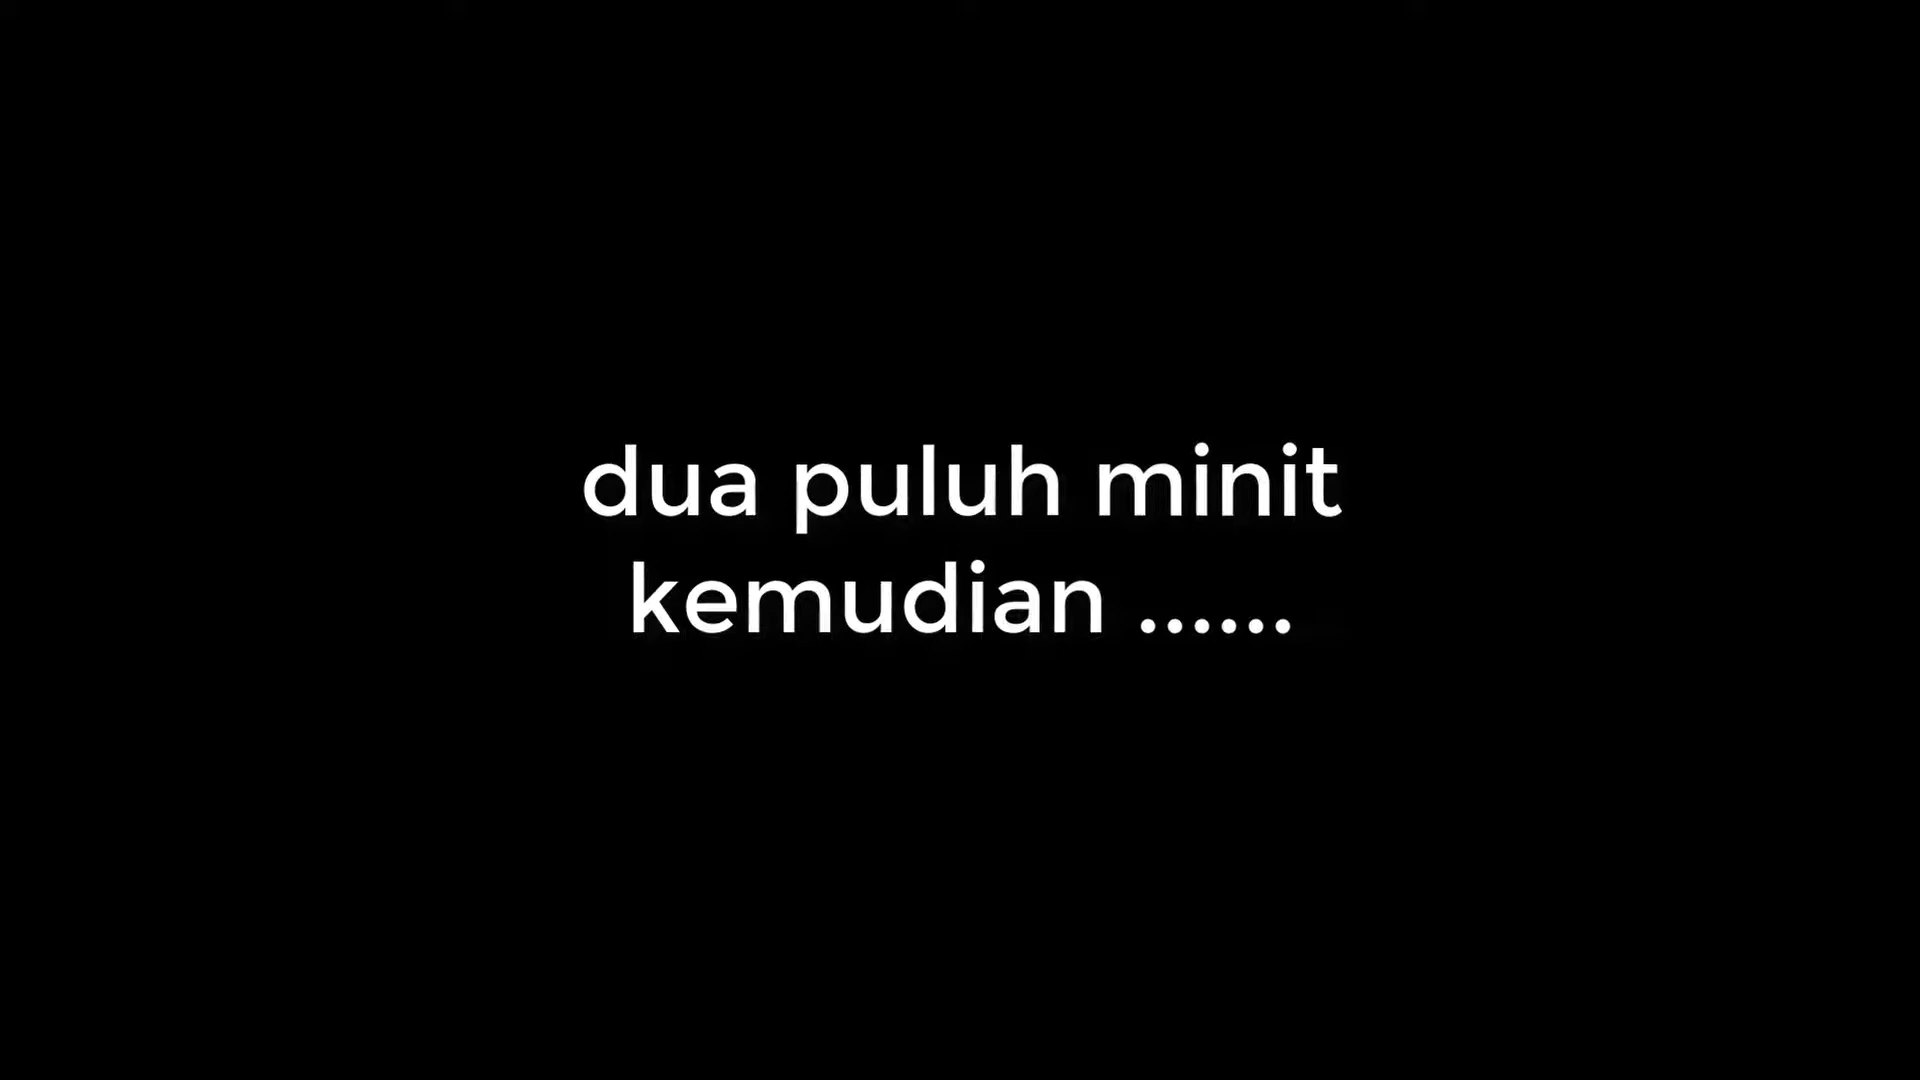 dua puluh minit
kemudian ......